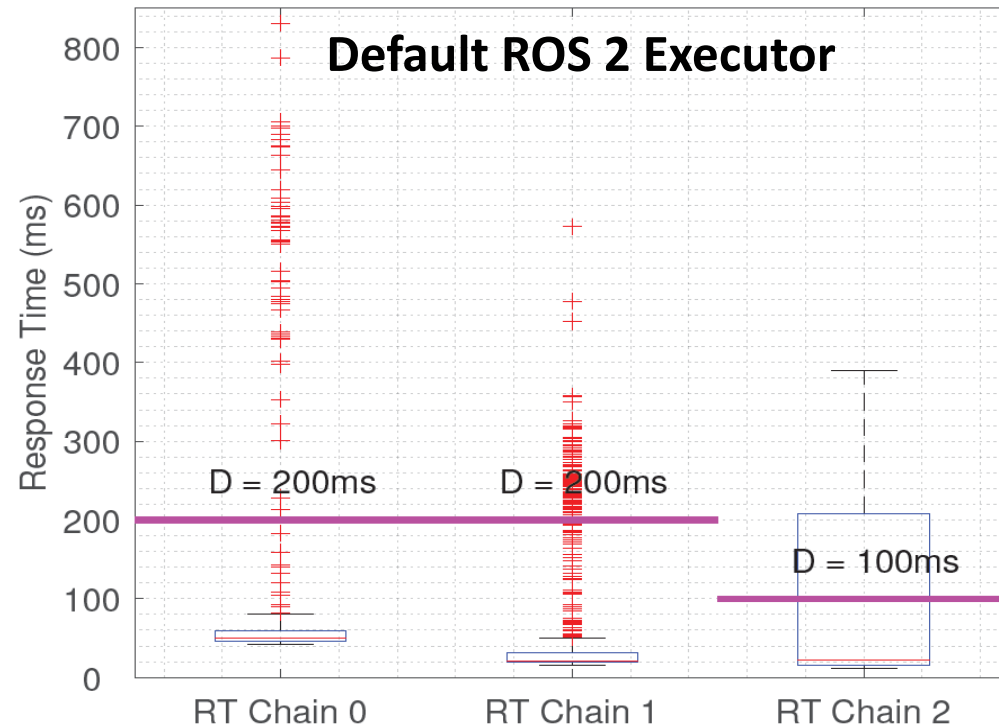 Default ROS 2 Executor
Response Time (ms)
800
700
600
500
400
300
200
100
0
D = 200ms
D = 200ms
D = 100ms
RT Chain 0
RT Chain 1
RT Chain 2